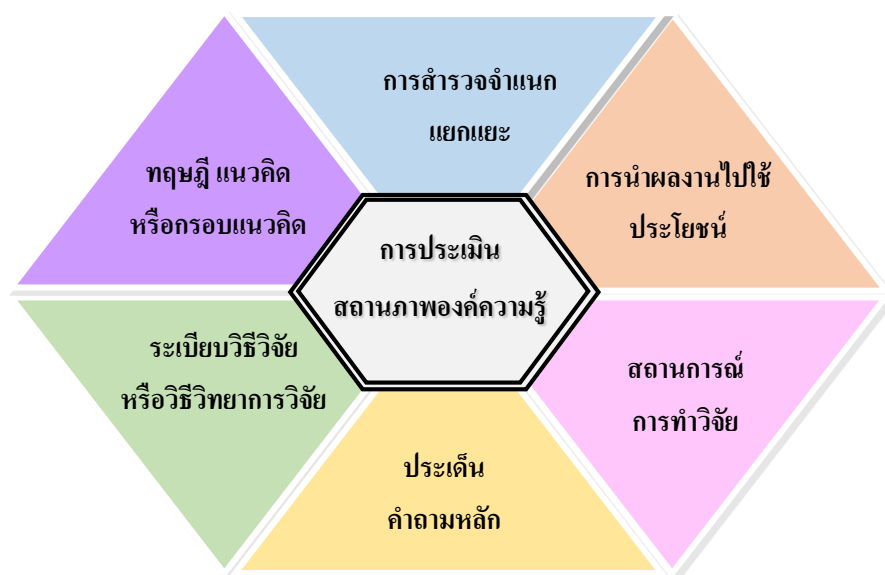 การสำรวจจำแนก
แยกแยะ
ทฤษฎี แนวคิด
หรือกรอบแนวคิด
การนำผลงานไปใช้
ประโยชน์
การประเมิน
สถานภาพองค์ความรู้
ระเบียบวิธีวิจัย
หรือวิธีวิทยาการวิจัย
สถานการณ์
การทำวิจัย
ประเด็น
คำถามหลัก